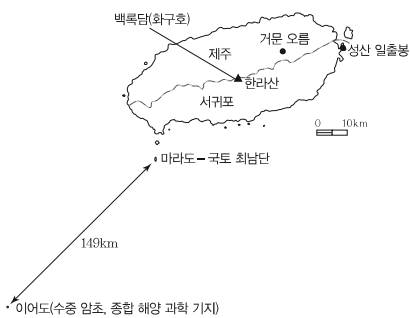 백록담(화구호)
거문 오름
제주
성산 일출봉
한라산
서귀포
0 10km
마라도-국토 최남단
149km
이어도(수중 암초, 종합 해양 과학 기지)